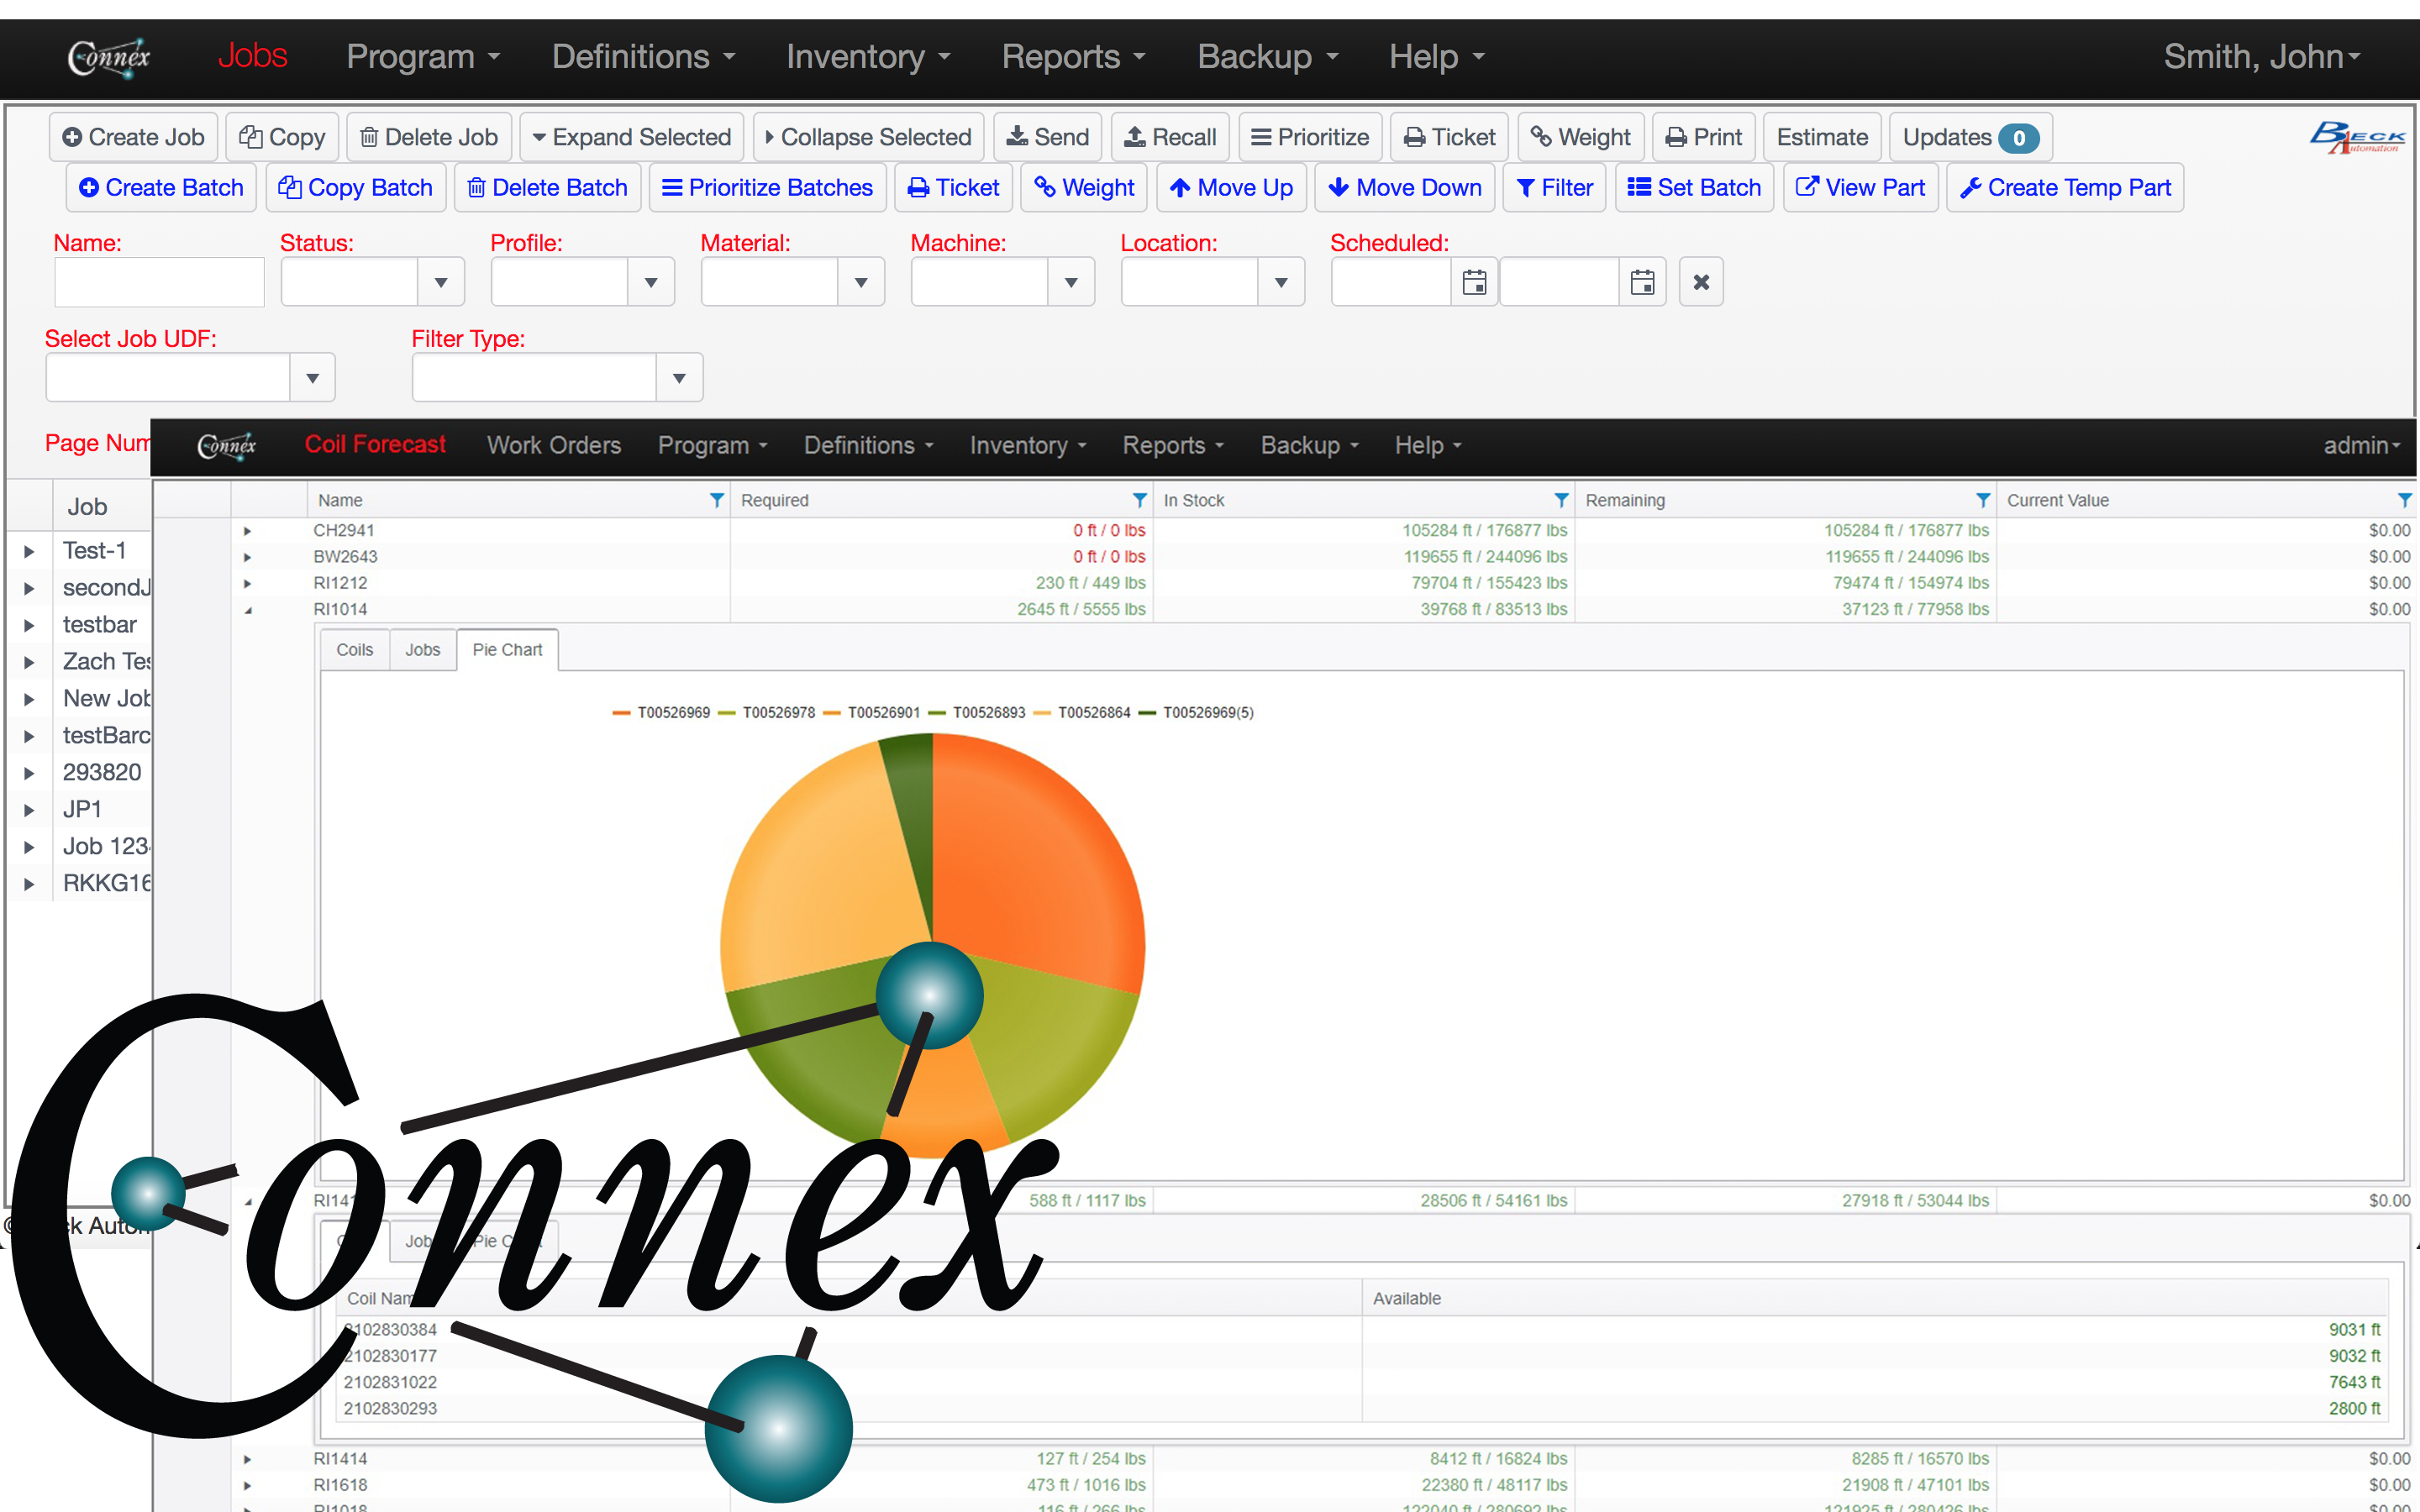 Connex Jobs Program Definitions Inventory Reports Backup Help Smith, John
Create Job Copy Delete Job Expand Selected Collapse Selected Send Recall Prioritize Ticket Weight Print Estimate Updates 0
BECK Automation
Create Batch Copy Batch Delete Batch Prioritize Batches Ticket Weight Move Up Move Down Filter Set Batch View Part Create Temp Part
Name: Status: Profile: Material: Machine: Location: Scheduled:
Select Job UDF: Filter Type:
Page Num
Connex Coil Forecast Work Orders Program Definitions Inventory Reports Backup Help admin
Job
Test-1
secondJ
testbar
Zach Tes
New Job
testBarc
293820
JP1
Job 123
RKKG16
Name Required In Stock Remaining Current Value
CH2941 0 ft / 0 lbs 105284 ft / 176877 lbs 105284 ft / 176877 lbs $0.00
BW2643 0 ft / 0 lbs 119655 ft / 244096 lbs 119655 ft / 244096 lbs $0.00
RI1212 230 ft / 449 lbs 79704 ft / 155423 lbs 79474 ft / 154974 lbs $0.00
RI1014 2645 ft / 5555 lbs 39768 ft / 83513 lbs 37123 ft / 77958 lbs $0.00
Coils Jobs Pie Chart
T00526969 T00526978 T00526901 T00526893 T00526864 T00526969(5)
Connex
588 ft / 1117 lbs 28506 ft / 54161 lbs 27918 ft / 53044 lbs $0.00
Coil Nam Available
2102830384 9031 ft
2102830177 9032 ft
2102831022 7643 ft
2102830293 2800 ft
RI1414 127 ft / 254 lbs 8412 ft / 16824 lbs 8285 ft / 16570 lbs $0.00
RI1618 473 ft / 1016 lbs 22380 ft / 48117 lbs 21908 ft / 47101 lbs $0.00
RI1018 116 ft / 266 lbs 122040 ft / 280692 lbs 121925 ft / 280426 lbs $0.00